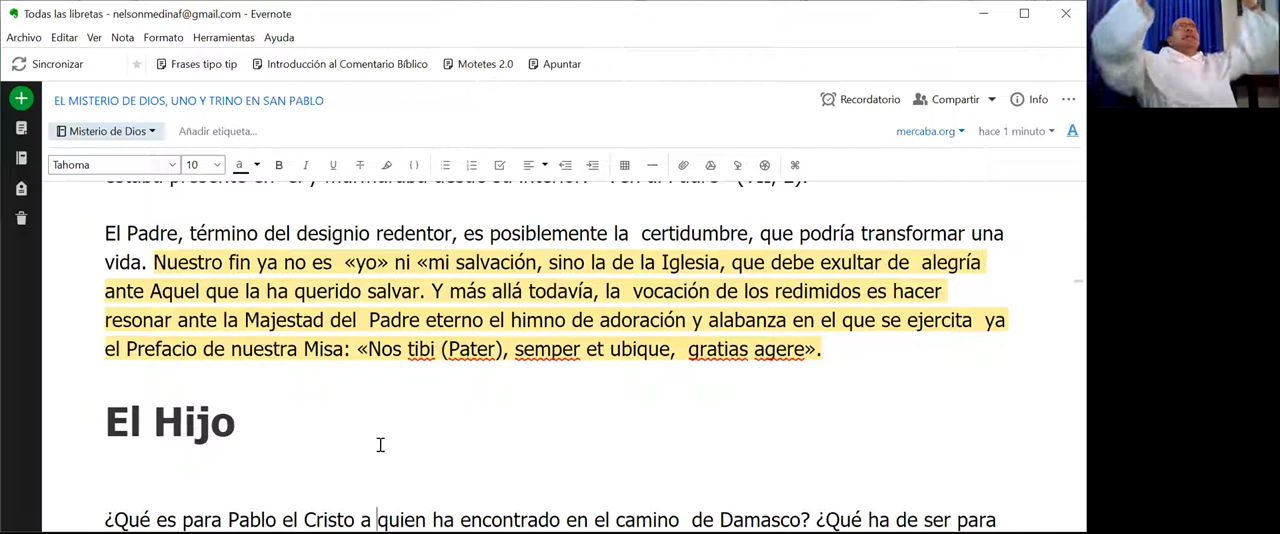 Todas las libretas - nelsonmedinaf@gmail.com - Evernote
Archivo Editar Ver Nota Formato Herramientas Ayuda
Sincronizar Frases tipo tip Introducción al Comentario Bíblico Motetes 2.0 Apuntar
EL MISTERIO DE DIOS, UNO Y TRINO EN SAN PABLO Recordatorio Compartir Info
Misterio de Dios Añadir etiqueta... mercaba.org hace 1 minuto A
Tahoma 10 a B I U T
El Padre, término del designio redentor, es posiblemente la certidumbre, que podría transformar una
vida. Nuestro fin ya no es «yo» ni «mi salvación, sino la de la Iglesia, que debe exultar de alegría
ante Aquel que la ha querido salvar. Y más allá todavía, la vocación de los redimidos es hacer
resonar ante la Majestad del Padre eterno el himno de adoración y alabanza en el que se ejercita ya
el Prefacio de nuestra Misa: «Nos tibi (Pater), semper et ubique, gratias agere».
El Hijo
¿Qué es para Pablo el Cristo a quien ha encontrado en el camino de Damasco? ¿Qué ha de ser para